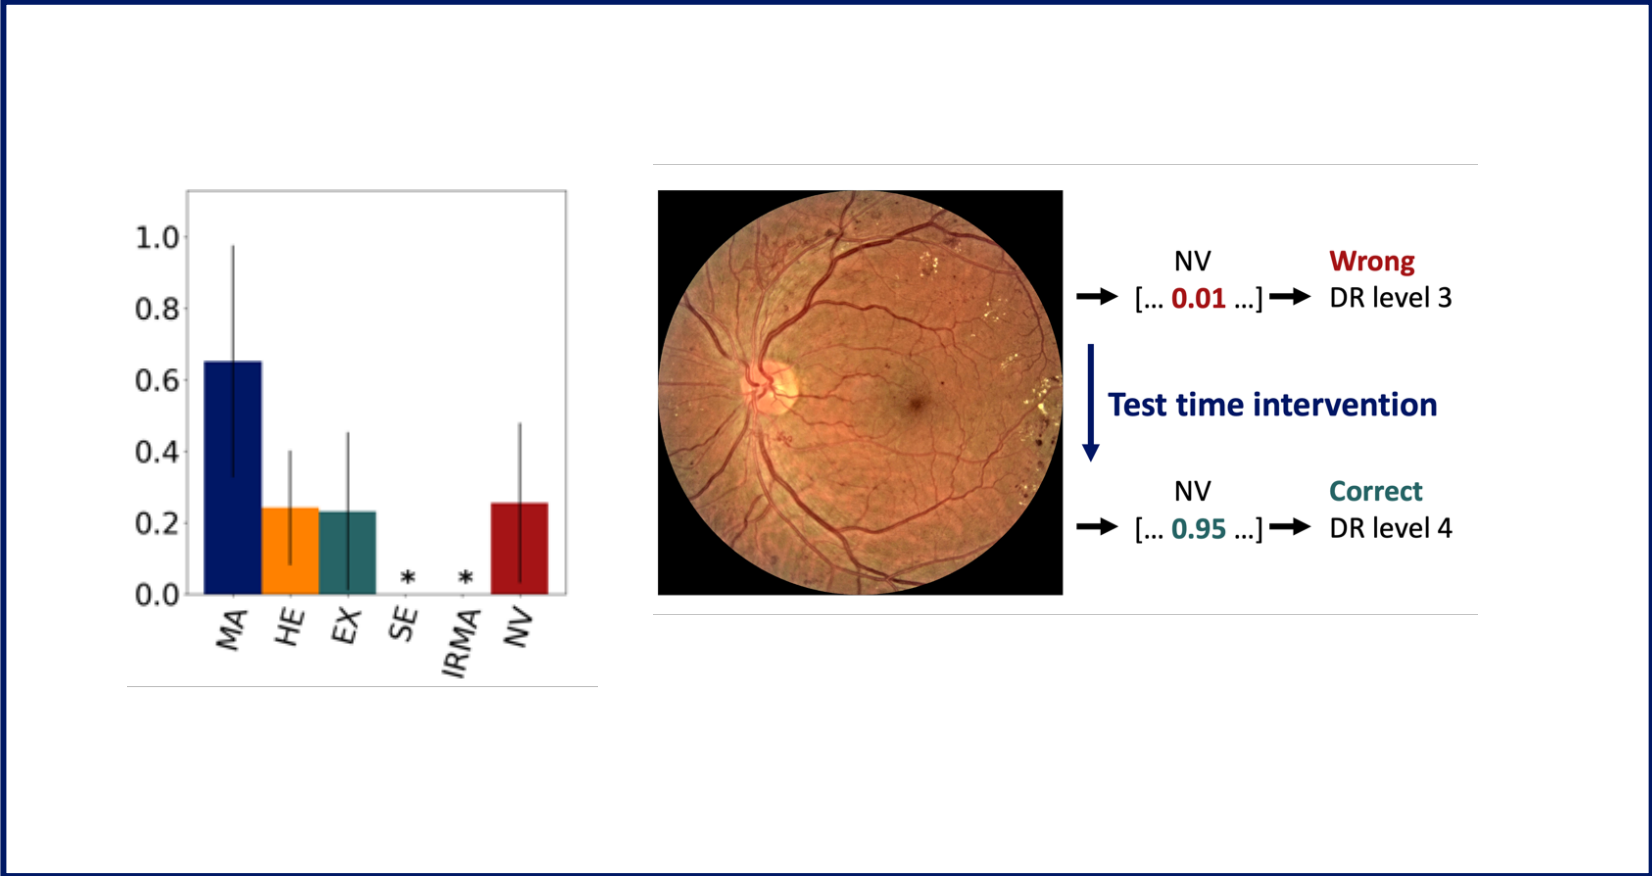 1.0
0.8
0.6
0.4
0.2
0.0
* *
MA HE EX SE IRMA NV
NV Wrong
[... 0.01 ...] DR level 3
Test time intervention
NV Correct
[... 0.95 ...] DR level 4